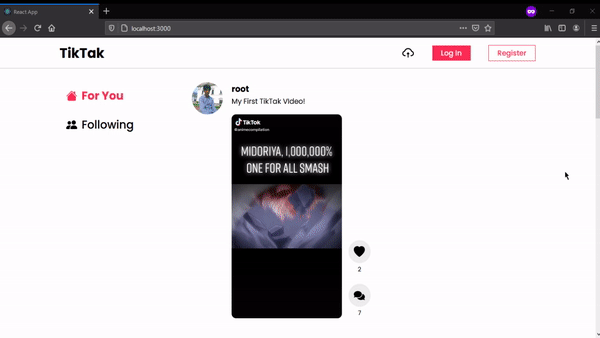 React App
localhost:3000
TikTak
Log In
Register
For You
Following
root
My First TikTak Video!
TikTok
@animecompilation
MIDORIYA, 1,000,000%
ONE FOR ALL SMASH
2
7